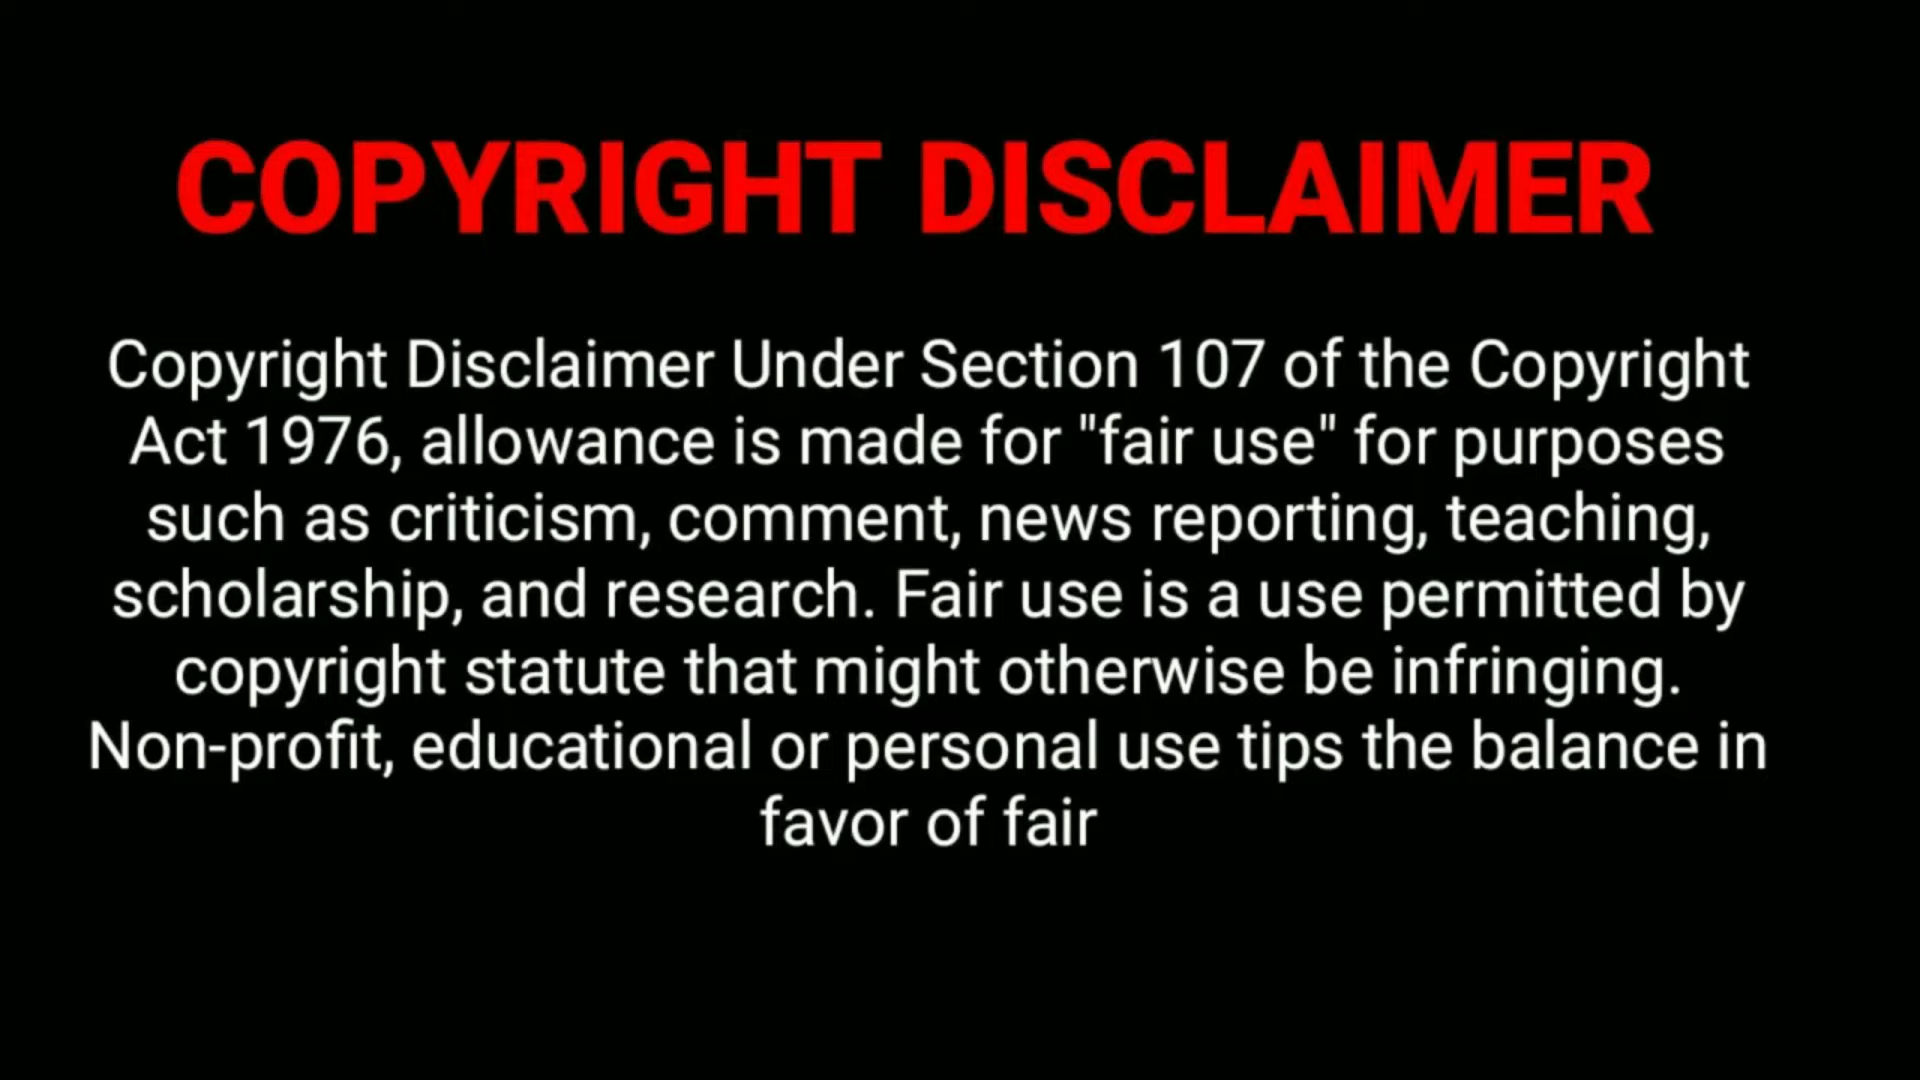 COPYRIGHT DISCLAIMER
Copyright Disclaimer Under Section 107 of the Copyright
Act 1976, allowance is made for "fair use" for purposes
such as criticism, comment, news reporting, teaching,
scholarship, and research. Fair use is a use permitted by
copyright statute that might otherwise be infringing.
Non-profit, educational or personal use tips the balance in
favor of fair